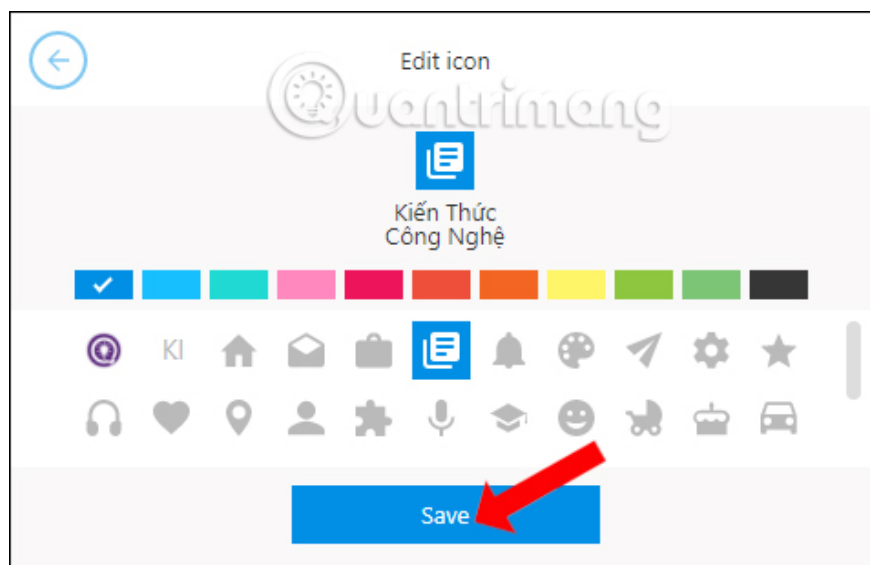 Edit icon
Quantrimang
Kiến Thức
Công Nghệ
KI
Save